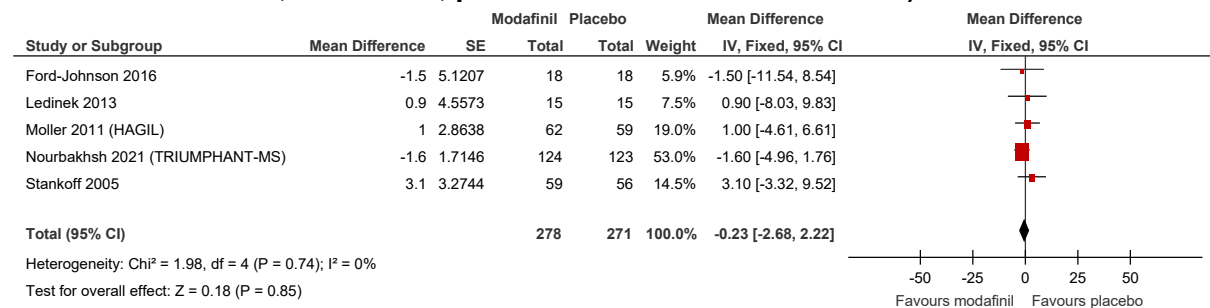 Modafinil Placebo Mean Difference Mean Difference
Study or Subgroup Mean Difference SE Total Total Weight IV, Fixed, 95% CI IV, Fixed, 95% CI
Ford-Johnson 2016 -1.5 5.1207 18 18 5.9% -1.50 [-11.54, 8.54]
Ledinek 2013 0.9 4.5573 15 15 7.5% 0.90 [-8.03, 9.83]
Moller 2011 (HAGIL) 1 2.8638 62 59 19.0% 1.00 [-4.61, 6.61]
Nourbakhsh 2021 (TRIUMPHANT-MS) -1.6 1.7146 124 123 53.0% -1.60 [-4.96, 1.76]
Stankoff 2005 3.1 3.2744 59 56 14.5% 3.10 [-3.32, 9.52]
Total (95% CI) 278 271 100.0% -0.23 [-2.68, 2.22]
Heterogeneity: Chi² = 1.98, df = 4 (P = 0.74); I² = 0%
Test for overall effect: Z = 0.18 (P = 0.85)
-50 -25 0 25 50
Favours modafinil Favours placebo